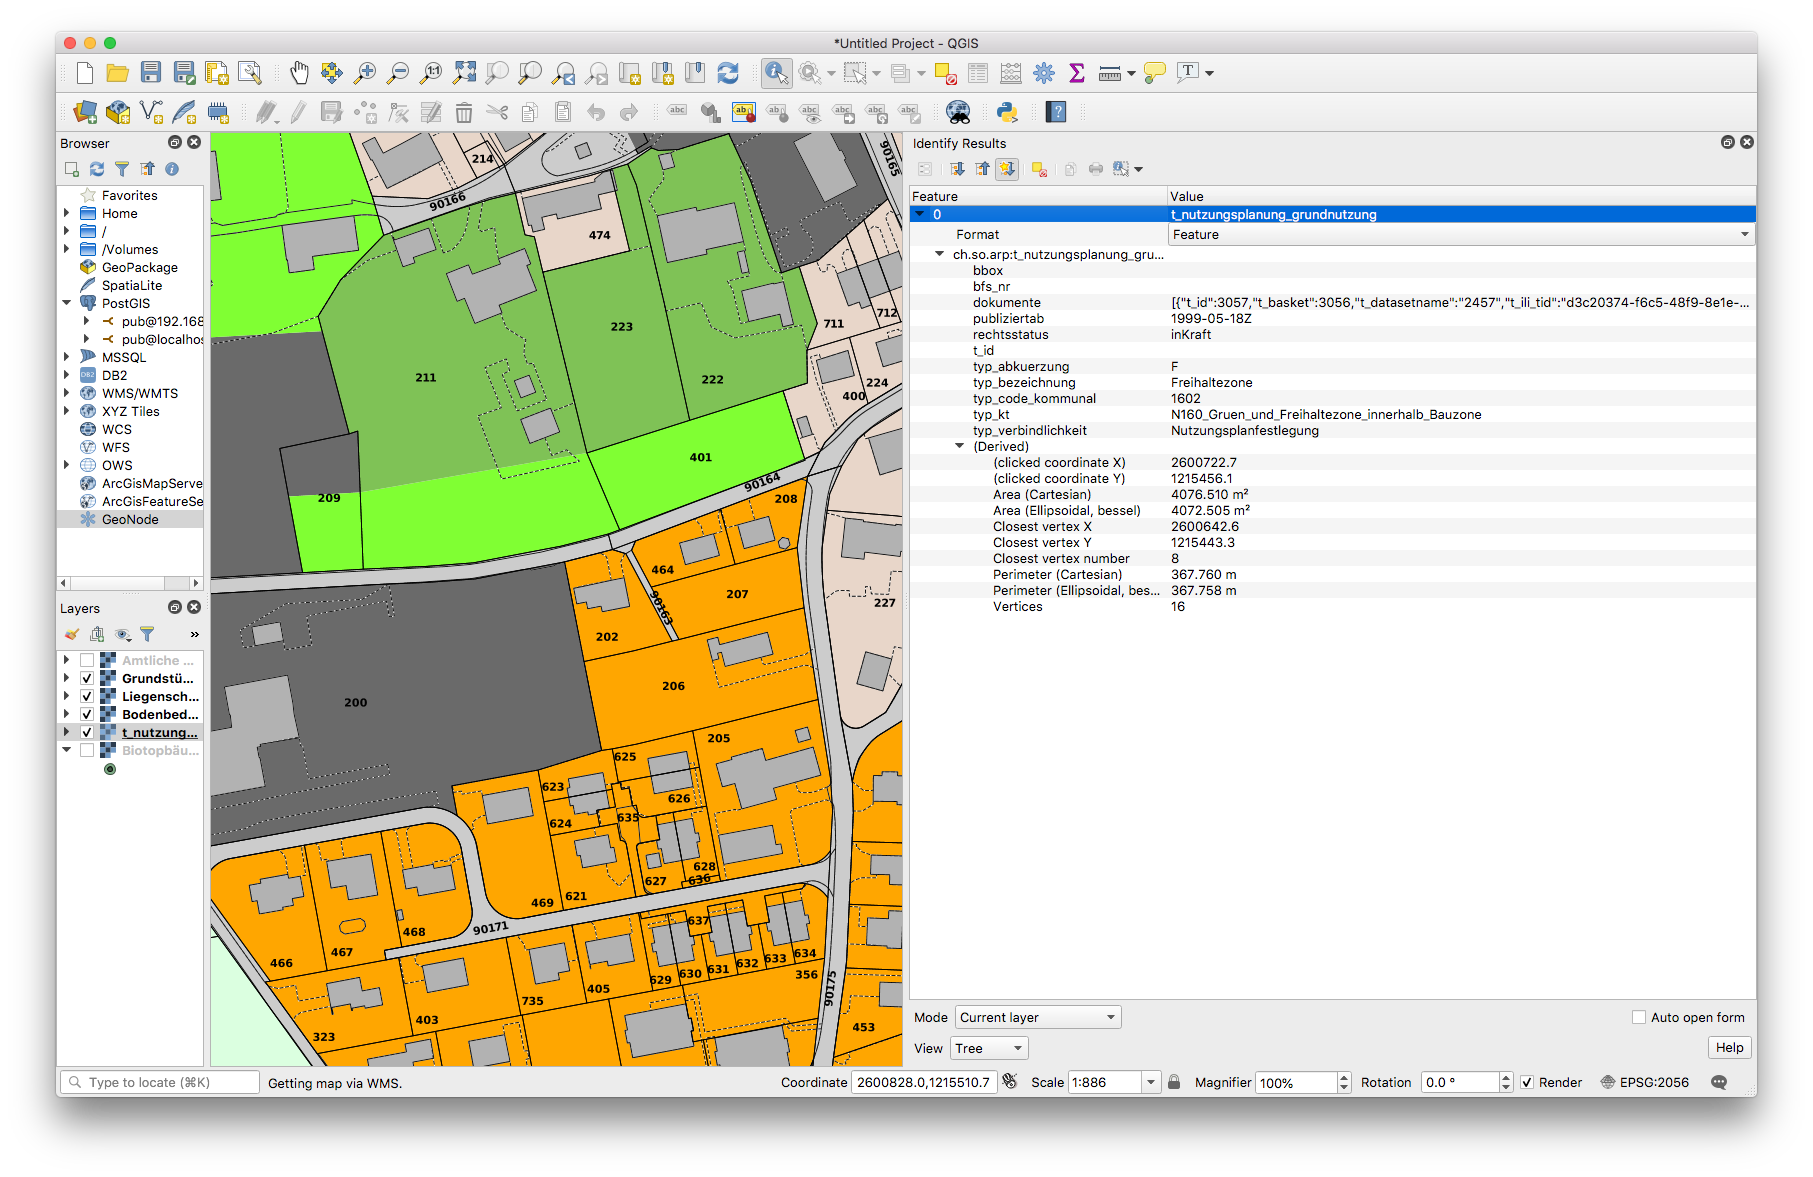 *Untitled Project - QGIS
1:1
T
abc
ab
abc
abc
abc
abc
abc
?
Browser
Favorites
Home
/
/Volumes
GeoPackage
SpatiaLite
PostGIS
pub@192.168
pub@localhos
MSSQL
DB2
WMS/WMTS
XYZ Tiles
WCS
WFS
OWS
ArcGisMapServe
ArcGisFeatureSe
GeoNode
Layers
»
Amtliche ...
Grundstü...
Liegensch...
Bodenbed...
t_nutzung...
Biotopbäu...
214
90165
90166
474
223
211
222
711
712
224
400
401
209
90164
208
464
207
90163
202
227
206
200
205
625
623
626
624
635
628
627
636
469
621
468
90171
637
467
466
634
633
632
631
630
629
356
405
735
90175
403
323
453
Identify Results
Feature Value
0 t_nutzungsplanung_grundnutzung
Format Feature
ch.so.arp:t_nutzungsplanung_gru...
bbox
bfs_nr
dokumente [{"t_id":3057,"t_basket":3056,"t_datasetname":"2457","t_ili_tid":"d3c20374-f6c5-48f9-8e1e-...
publiziertab 1999-05-18Z
rechtsstatus inKraft
t_id
typ_abkuerzung F
typ_bezeichnung Freihaltezone
typ_code_kommunal 1602
typ_kt N160_Gruen_und_Freihaltezone_innerhalb_Bauzone
typ_verbindlichkeit Nutzungsplanfestlegung
(Derived)
(clicked coordinate X) 2600722.7
(clicked coordinate Y) 1215456.1
Area (Cartesian) 4076.510 m²
Area (Ellipsoidal, bessel) 4072.505 m²
Closest vertex X 2600642.6
Closest vertex Y 1215443.3
Closest vertex number 8
Perimeter (Cartesian) 367.760 m
Perimeter (Ellipsoidal, bes... 367.758 m
Vertices 16
Mode Current layer Auto open form
View Tree Help
Type to locate (⌘K) Getting map via WMS. Coordinate 2600828.0,1215510.7 Scale 1:886 Magnifier 100% Rotation 0.0 ° Render EPSG:2056